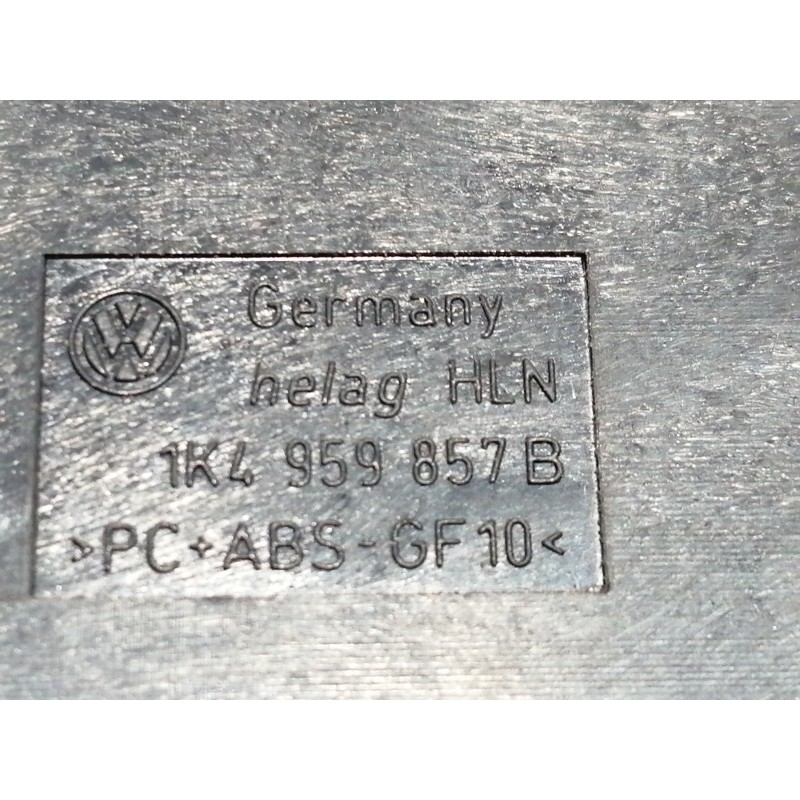 Germany
helag HLN
1K4 959 857 B
>PC+ABS-GF10<